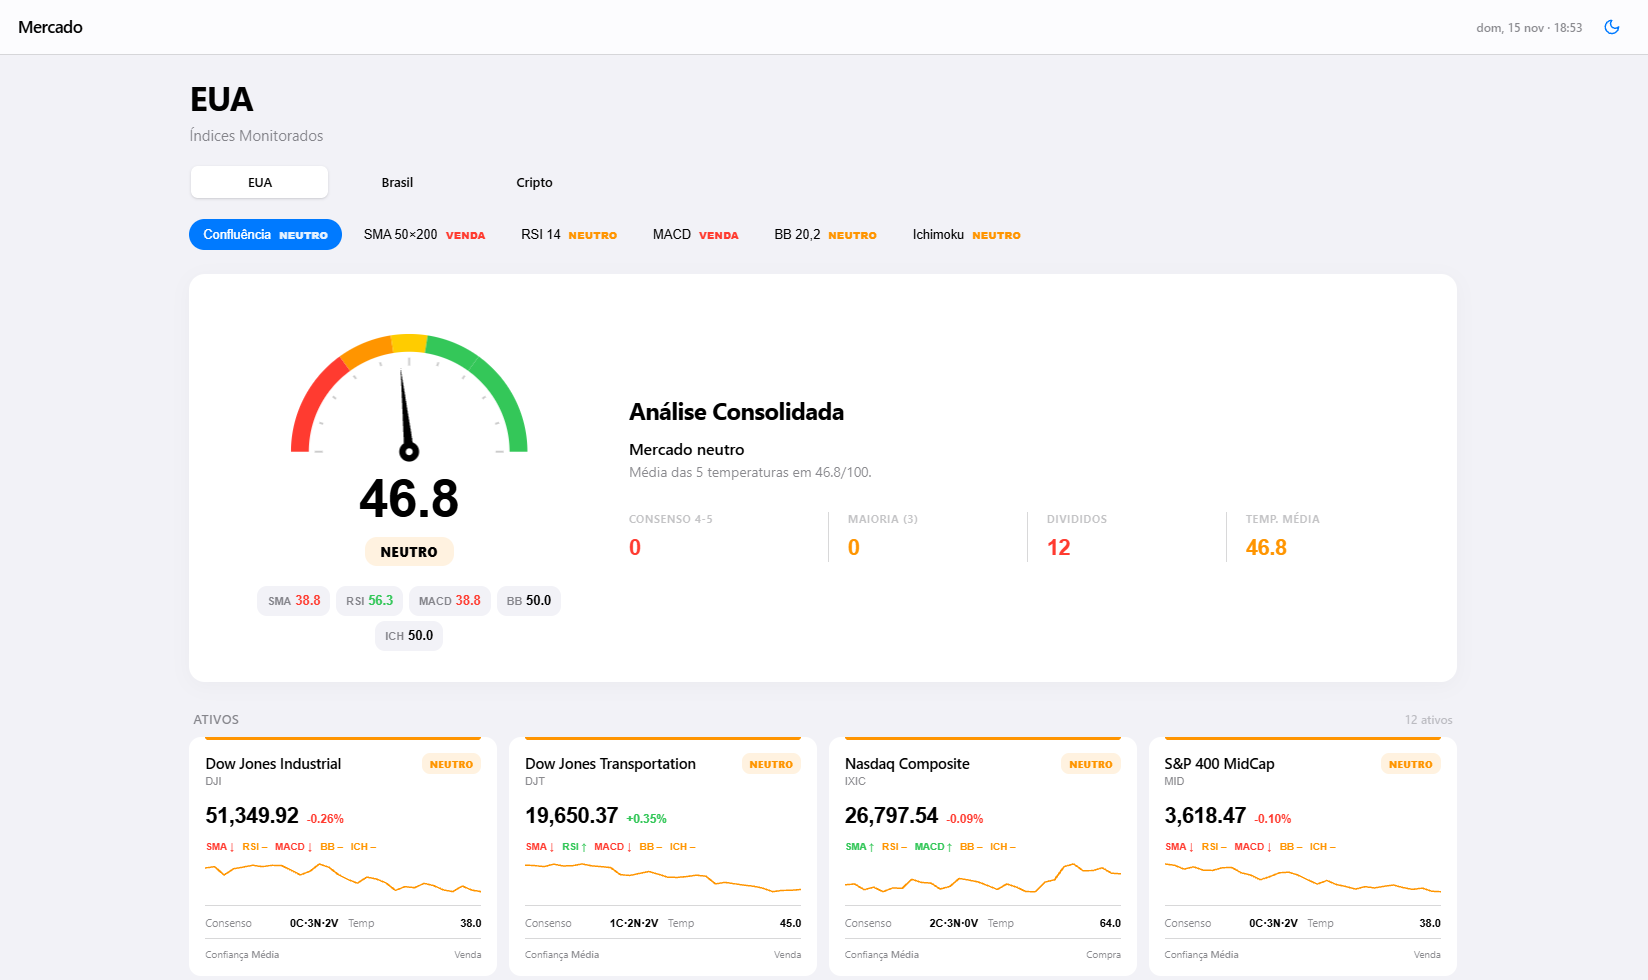 Mercado
dom, 15 nov · 18:53
EUA
Índices Monitorados
EUA Brasil Cripto
Confluência NEUTRO SMA 50×200 VENDA RSI 14 NEUTRO MACD VENDA BB 20,2 NEUTRO Ichimoku NEUTRO
46.8
NEUTRO
SMA 38.8 RSI 56.3 MACD 38.8 BB 50.0
ICH 50.0
Análise Consolidada
Mercado neutro
Média das 5 temperaturas em 46.8/100.
CONSENSO 4-5 MAIORIA (3) DIVIDIDOS TEMP. MÉDIA
0 0 12 46.8
ATIVOS 12 ativos
Dow Jones Industrial NEUTRO
DJI
51,349.92 -0.26%
SMA ↓ RSI – MACD ↓ BB – ICH –
Consenso 0C·3N·2V Temp 38.0
Confiança Média Venda
Dow Jones Transportation NEUTRO
DJT
19,650.37 +0.35%
SMA ↓ RSI ↑ MACD ↓ BB – ICH –
Consenso 1C·2N·2V Temp 45.0
Confiança Média Venda
Nasdaq Composite NEUTRO
IXIC
26,797.54 -0.09%
SMA ↑ RSI – MACD ↑ BB – ICH –
Consenso 2C·3N·0V Temp 64.0
Confiança Média Compra
S&P 400 MidCap NEUTRO
MID
3,618.47 -0.10%
SMA ↓ RSI – MACD ↓ BB – ICH –
Consenso 0C·3N·2V Temp 38.0
Confiança Média Venda